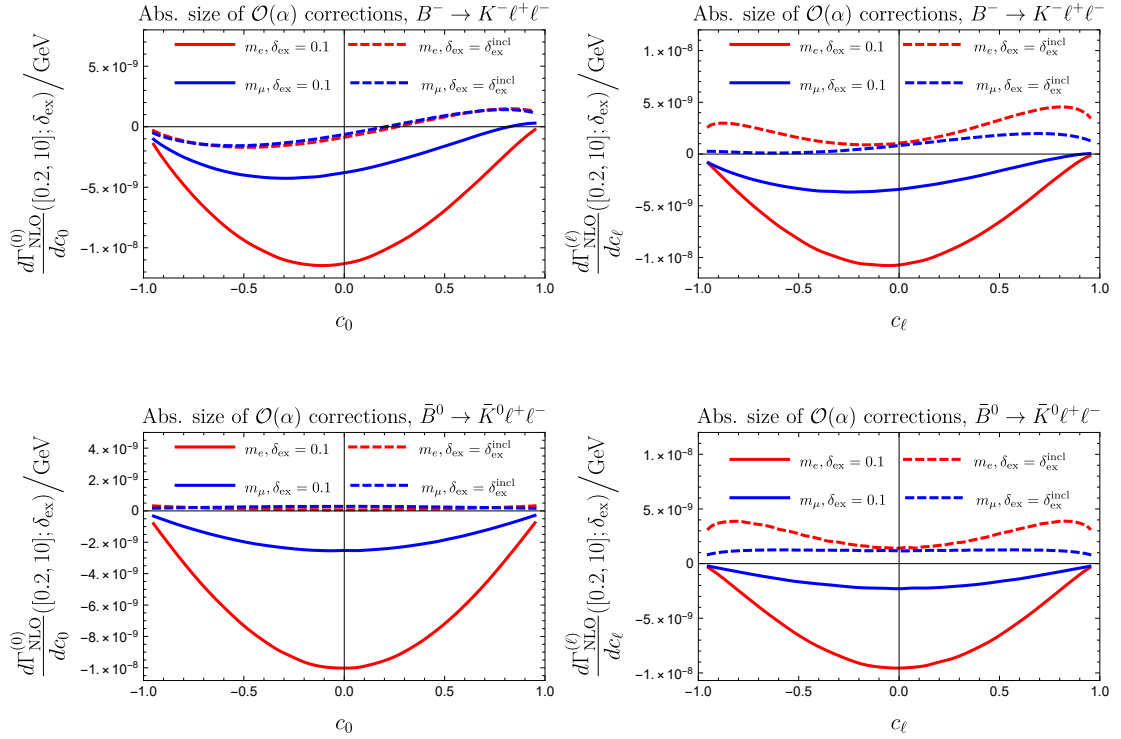 Abs. size of 𝒪(α) corrections, B⁻ → K⁻ℓ⁺ℓ⁻
dΓ_NLO^(0)/dc₀ ([0.2, 10]; δ_ex) / GeV
m_e, δ_ex = 0.1
m_e, δ_ex = δ_ex^incl
m_μ, δ_ex = 0.1
m_μ, δ_ex = δ_ex^incl
5.×10⁻⁹
0
-5.×10⁻⁹
-1.×10⁻⁸
-1.0 -0.5 0.0 0.5 1.0
c₀
Abs. size of 𝒪(α) corrections, B⁻ → K⁻ℓ⁺ℓ⁻
dΓ_NLO^(ℓ)/dc_ℓ ([0.2, 10]; δ_ex) / GeV
m_e, δ_ex = 0.1
m_e, δ_ex = δ_ex^incl
m_μ, δ_ex = 0.1
m_μ, δ_ex = δ_ex^incl
1.×10⁻⁸
5.×10⁻⁹
0
-5.×10⁻⁹
-1.×10⁻⁸
-1.0 -0.5 0.0 0.5 1.0
c_ℓ
Abs. size of 𝒪(α) corrections, B̄⁰ → K̄⁰ℓ⁺ℓ⁻
dΓ_NLO^(0)/dc₀ ([0.2, 10]; δ_ex) / GeV
m_e, δ_ex = 0.1
m_e, δ_ex = δ_ex^incl
m_μ, δ_ex = 0.1
m_μ, δ_ex = δ_ex^incl
4.×10⁻⁹
2.×10⁻⁹
0
-2.×10⁻⁹
-4.×10⁻⁹
-6.×10⁻⁹
-8.×10⁻⁹
-1.×10⁻⁸
-1.0 -0.5 0.0 0.5 1.0
c₀
Abs. size of 𝒪(α) corrections, B̄⁰ → K̄⁰ℓ⁺ℓ⁻
dΓ_NLO^(ℓ)/dc_ℓ ([0.2, 10]; δ_ex) / GeV
m_e, δ_ex = 0.1
m_e, δ_ex = δ_ex^incl
m_μ, δ_ex = 0.1
m_μ, δ_ex = δ_ex^incl
1.×10⁻⁸
5.×10⁻⁹
0
-5.×10⁻⁹
-1.×10⁻⁸
-1.0 -0.5 0.0 0.5 1.0
c_ℓ